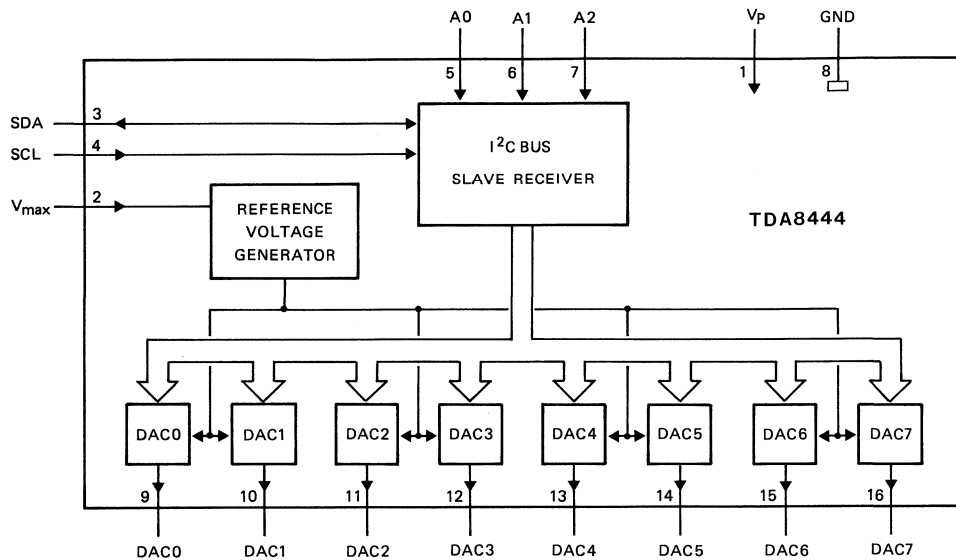 A0 A1 A2 VP GND
5 6 7 1 8
SDA 3
SCL 4
I²C BUS
SLAVE RECEIVER
Vmax 2
REFERENCE
VOLTAGE
GENERATOR
TDA8444
DAC0 DAC1 DAC2 DAC3 DAC4 DAC5 DAC6 DAC7
9 10 11 12 13 14 15 16
DAC0 DAC1 DAC2 DAC3 DAC4 DAC5 DAC6 DAC7